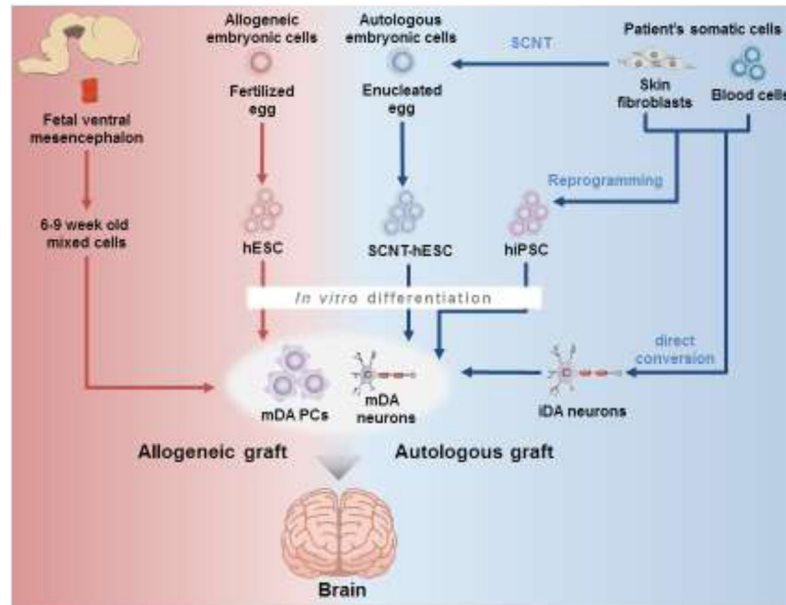 Allogeneic
embryonic cells
Autologous
embryonic cells
SCNT
Patient's somatic cells
Fertilized
egg
Enucleated
egg
Skin
fibroblasts
Blood cells
Fetal ventral
mesencephalon
Reprogramming
6-9 week old
mixed cells
hESC
SCNT-hESC
hiPSC
In vitro differentiation
direct
conversion
mDA PCs
mDA
neurons
iDA neurons
Allogeneic graft
Autologous graft
Brain